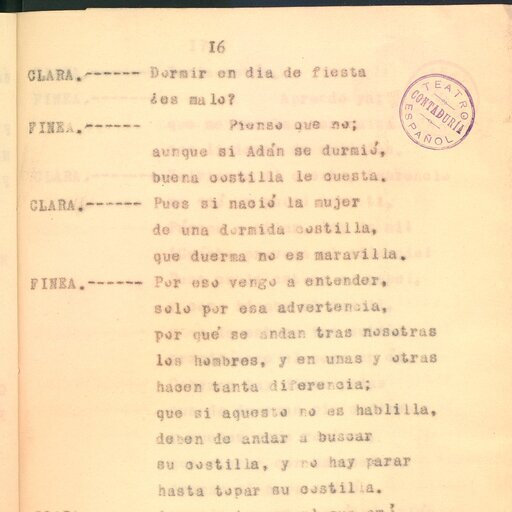 16
CLARA.------ Dormir en dia de fiesta
¿es malo?
FINEA.------ Pienso que no;
aunque si Adán se durmió,
buena costilla le cuesta.
CLARA.------ Pues si nació la mujer
de una dormida costilla,
que duerma no es maravilla.
FINEA.------ Por eso vengo a entender,
solo por esa advertencia,
por qué se andan tras nosotras
los hombres, y en unas y otras
hacen tanta diferencia;
que si aquesto no es hablilla,
deben de andar a buscar
su costilla, y no hay parar
hasta topar su costilla.
TEATRO ESPAÑOL
CONTADURIA